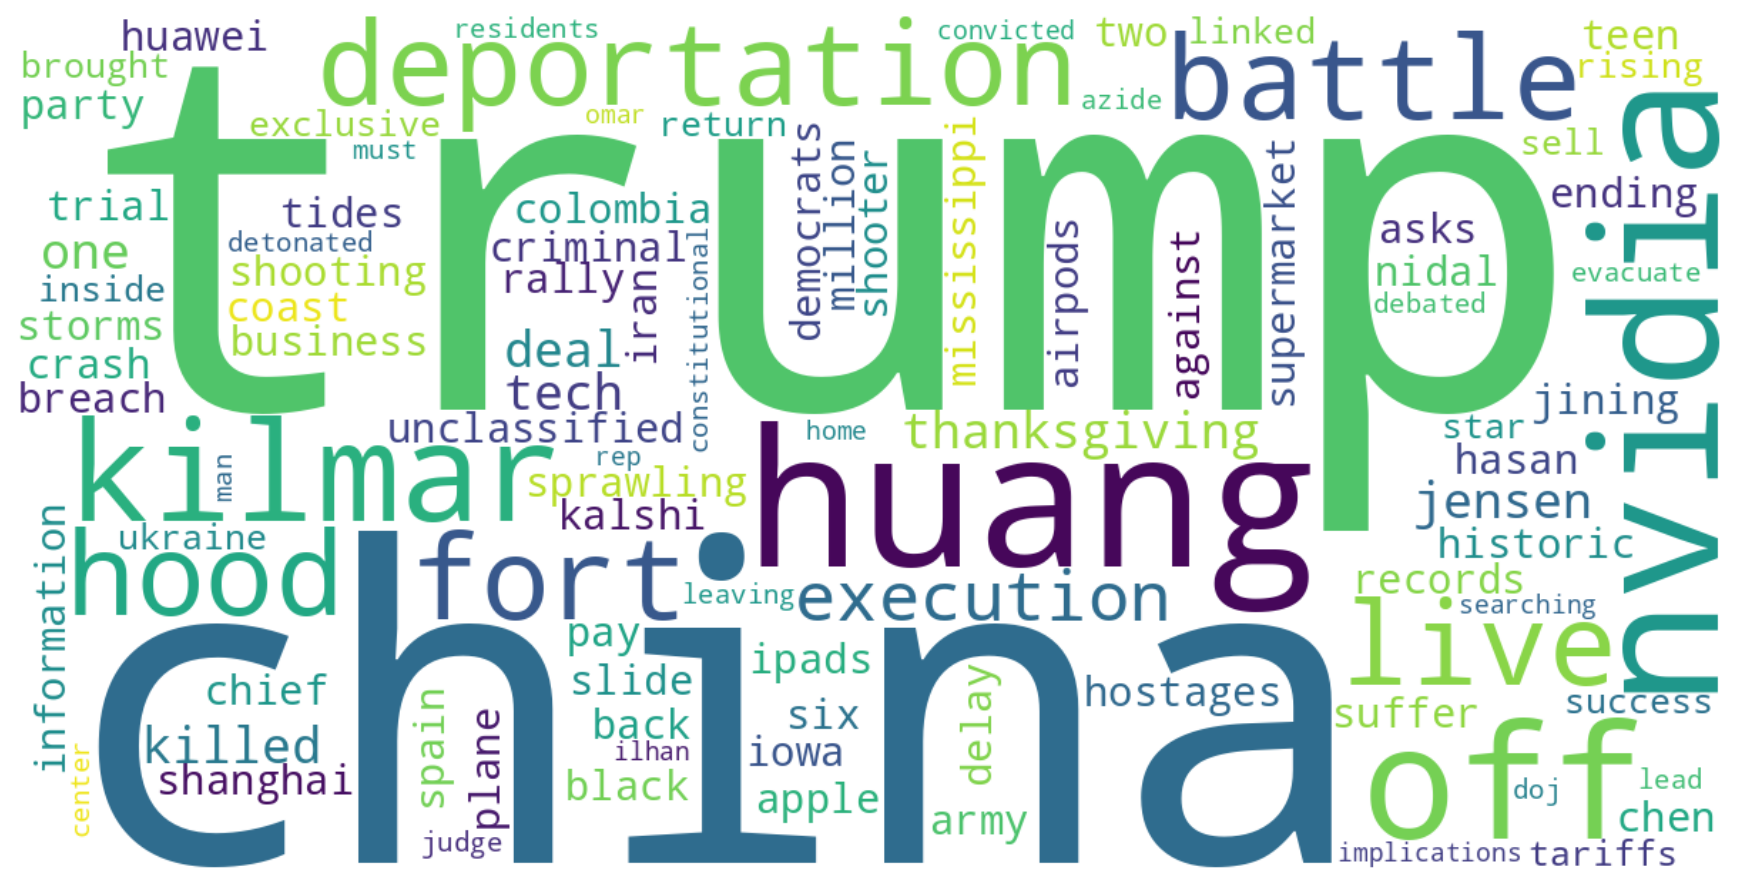 huawei
residents
convicted
two
linked
teen
brought
deportation
battle
rising
party
exclusive
omar
return
azide
must
trump
sell
nvidia
trial
tides
colombia
democrats
million
shooter
mississippi
airpods
against
supermarket
asks
ending
one
detonated
criminal
constitutional
nidal
evacuate
inside
shooting
rally
iran
debated
storms
coast
business
deal
crash
tech
breach
jining
unclassified
home
thanksgiving
star
kilmar
man
rep
huang
hasan
sprawling
jensen
kalshi
information
ukraine
historic
hood
fort
leaving
execution
records
searching
china
pay
live
chief
slide
ipads
hostages
success
killed
spain
plane
back
six
delay
suffer
center
shanghai
ilhan
iowa
off
black
apple
army
doj
lead
chen
judge
implications
tariffs